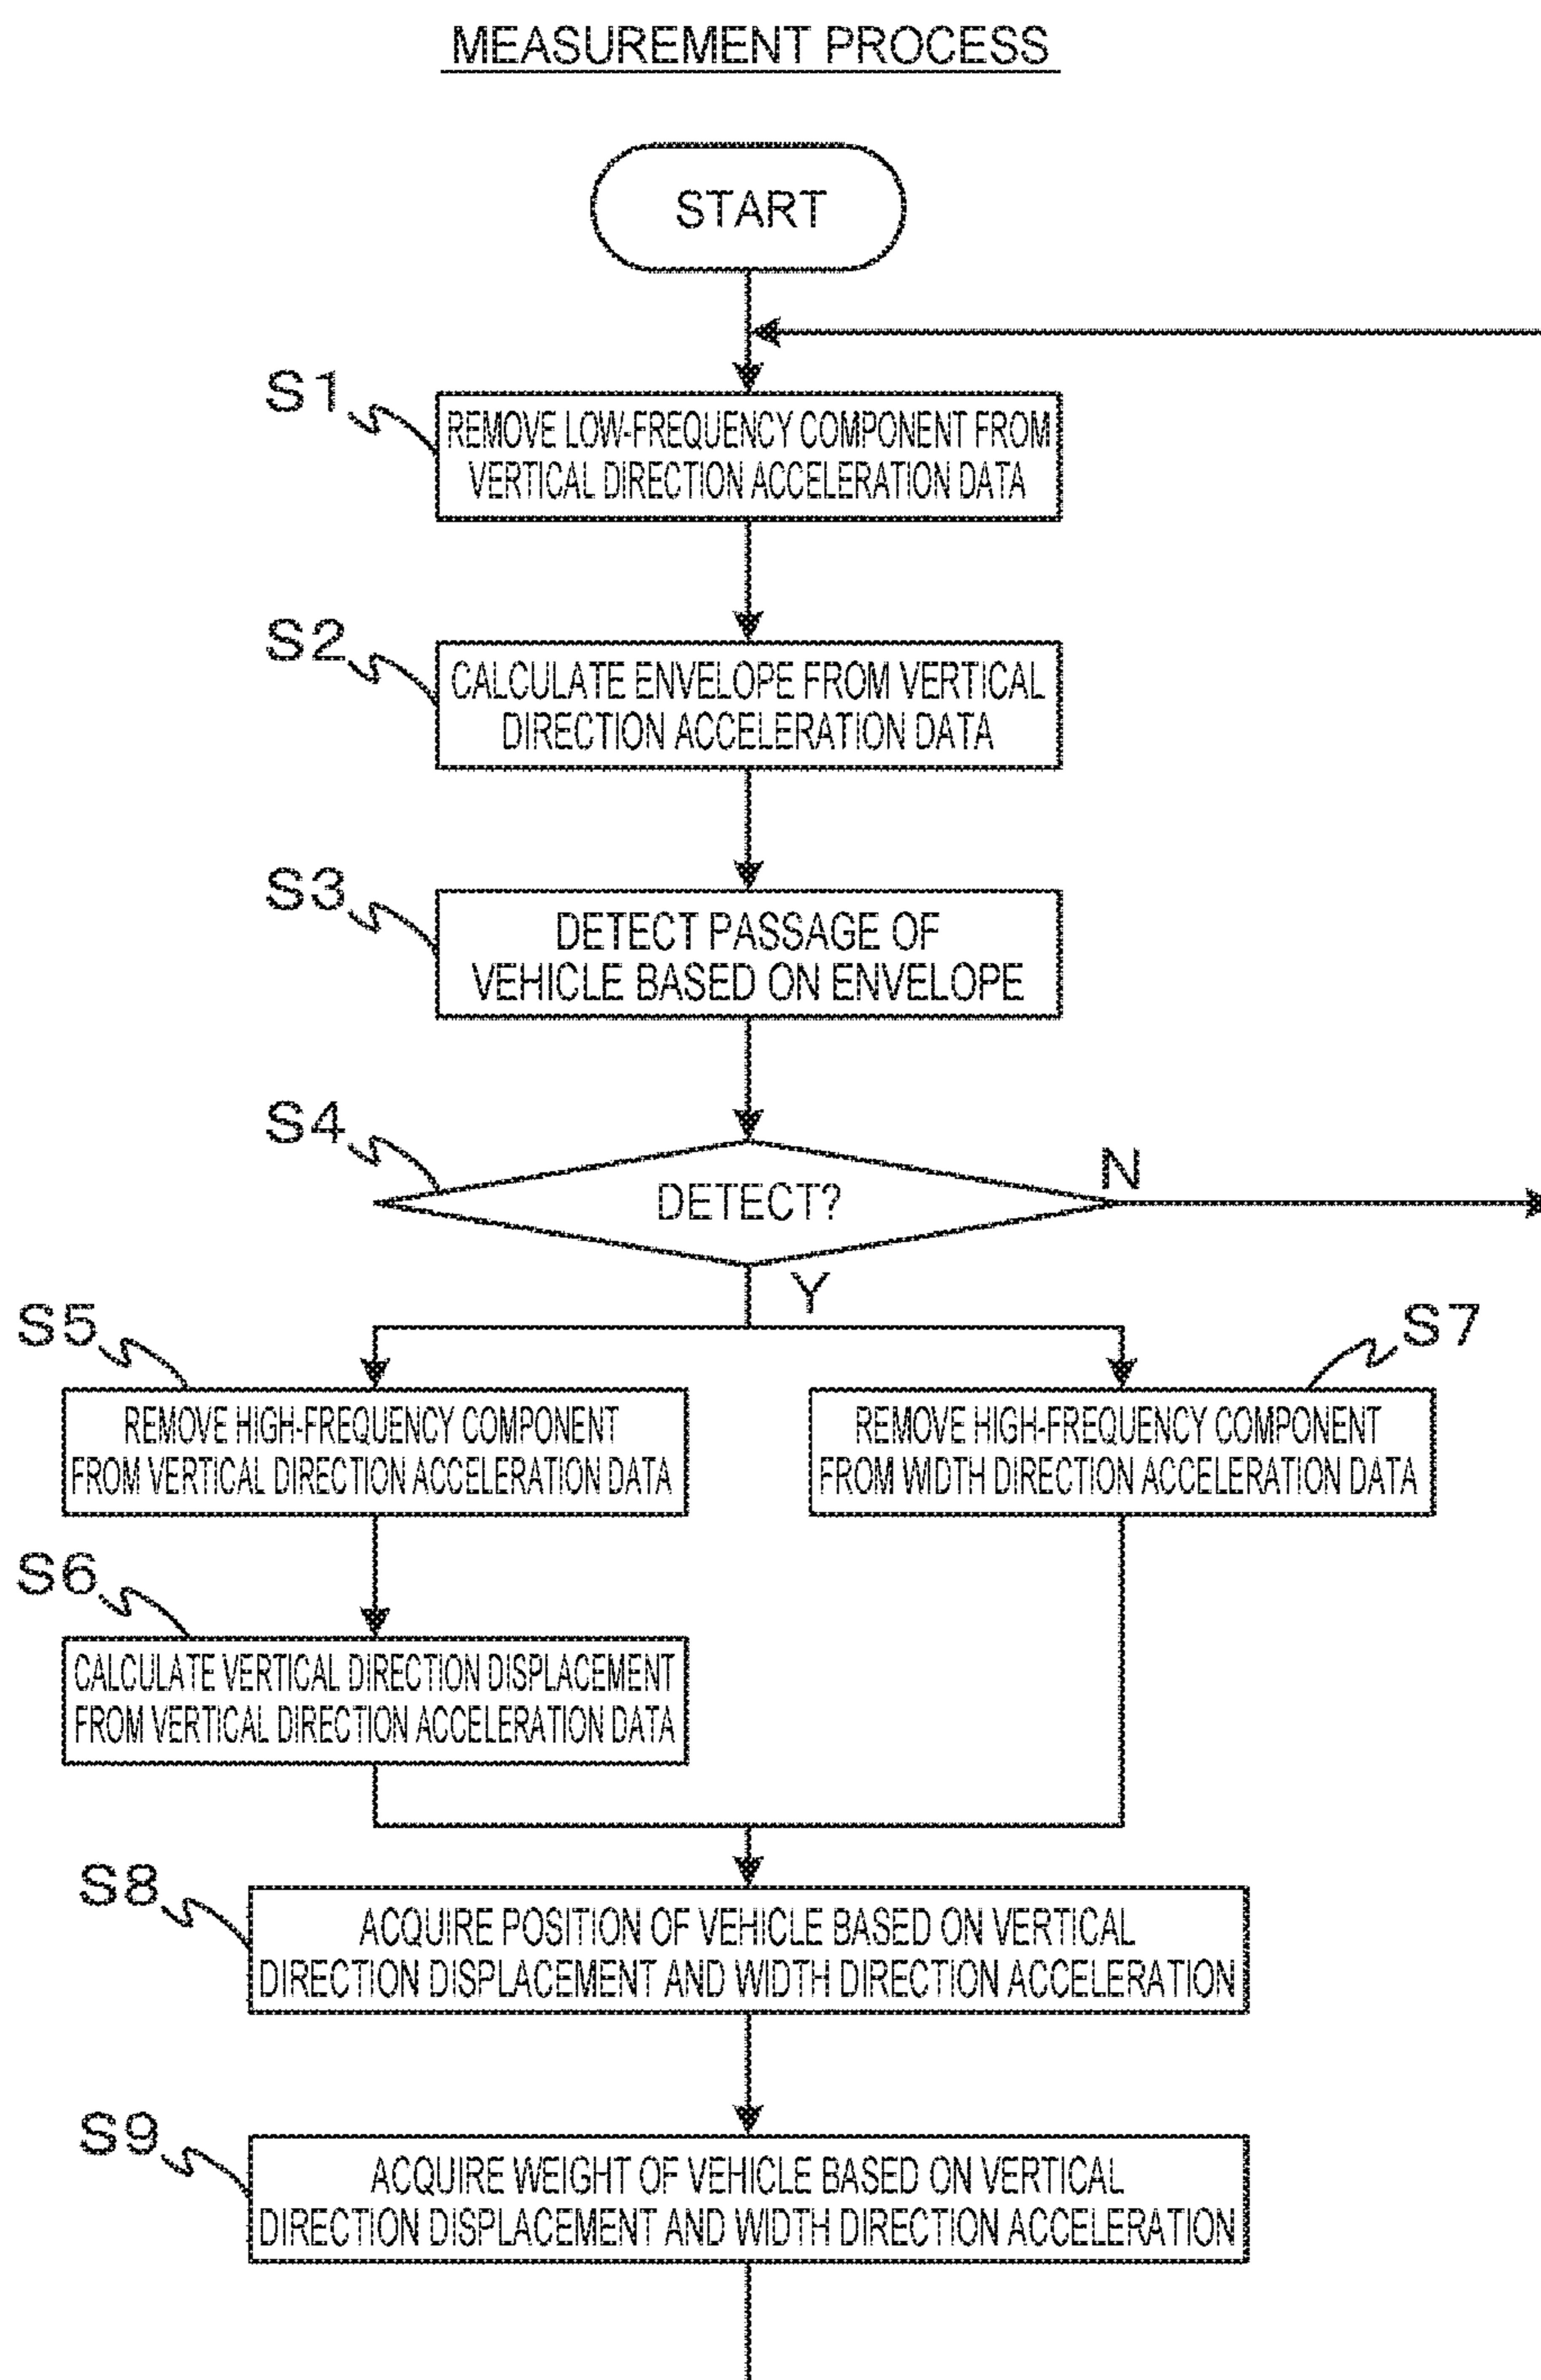 MEASUREMENT PROCESS
START
S1
REMOVE LOW-FREQUENCY COMPONENT FROM
VERTICAL DIRECTION ACCELERATION DATA
S2
CALCULATE ENVELOPE FROM VERTICAL
DIRECTION ACCELERATION DATA
S3
DETECT PASSAGE OF
VEHICLE BASED ON ENVELOPE
S4
DETECT?
N
Y
S5
REMOVE HIGH-FREQUENCY COMPONENT
FROM VERTICAL DIRECTION ACCELERATION DATA
S7
REMOVE HIGH-FREQUENCY COMPONENT
FROM WIDTH DIRECTION ACCELERATION DATA
S6
CALCULATE VERTICAL DIRECTION DISPLACEMENT
FROM VERTICAL DIRECTION ACCELERATION DATA
S8
ACQUIRE POSITION OF VEHICLE BASED ON VERTICAL
DIRECTION DISPLACEMENT AND WIDTH DIRECTION ACCELERATION
S9
ACQUIRE WEIGHT OF VEHICLE BASED ON VERTICAL
DIRECTION DISPLACEMENT AND WIDTH DIRECTION ACCELERATION